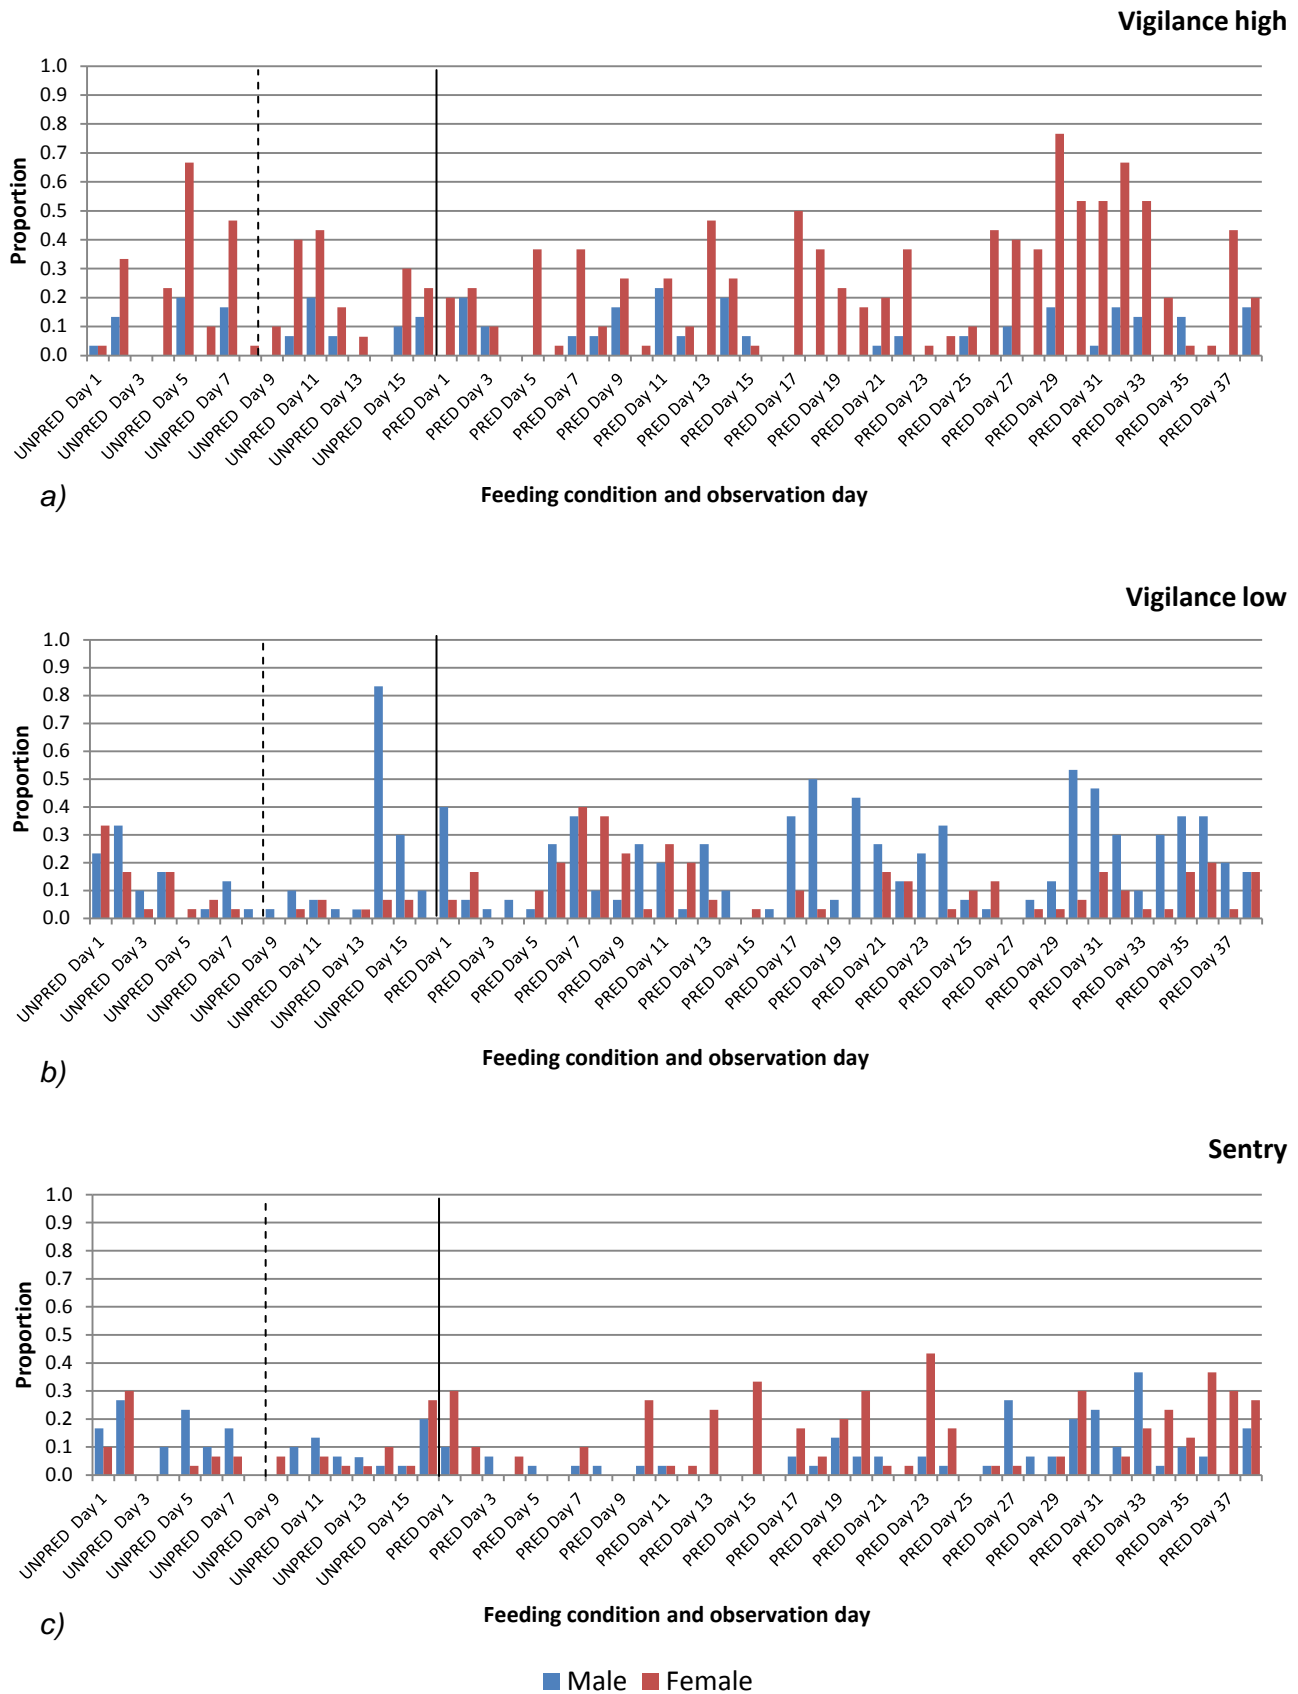 Vigilance high
1.0
0.9
0.8
0.7
0.6
0.5
0.4
0.3
0.2
0.1
0.0
Proportion
UNPRED Day 1
UNPRED Day 3
UNPRED Day 5
UNPRED Day 7
UNPRED Day 9
UNPRED Day 11
UNPRED Day 13
UNPRED Day 15
PRED Day 1
PRED Day 3
PRED Day 5
PRED Day 7
PRED Day 9
PRED Day 11
PRED Day 13
PRED Day 15
PRED Day 17
PRED Day 19
PRED Day 21
PRED Day 23
PRED Day 25
PRED Day 27
PRED Day 29
PRED Day 31
PRED Day 33
PRED Day 35
PRED Day 37
a)
Feeding condition and observation day
Vigilance low
1.0
0.9
0.8
0.7
0.6
0.5
0.4
0.3
0.2
0.1
0.0
Proportion
UNPRED Day 1
UNPRED Day 3
UNPRED Day 5
UNPRED Day 7
UNPRED Day 9
UNPRED Day 11
UNPRED Day 13
UNPRED Day 15
PRED Day 1
PRED Day 3
PRED Day 5
PRED Day 7
PRED Day 9
PRED Day 11
PRED Day 13
PRED Day 15
PRED Day 17
PRED Day 19
PRED Day 21
PRED Day 23
PRED Day 25
PRED Day 27
PRED Day 29
PRED Day 31
PRED Day 33
PRED Day 35
PRED Day 37
b)
Feeding condition and observation day
Sentry
1.0
0.9
0.8
0.7
0.6
0.5
0.4
0.3
0.2
0.1
0.0
Proportion
UNPRED Day 1
UNPRED Day 3
UNPRED Day 5
UNPRED Day 7
UNPRED Day 9
UNPRED Day 11
UNPRED Day 13
UNPRED Day 15
PRED Day 1
PRED Day 3
PRED Day 5
PRED Day 7
PRED Day 9
PRED Day 11
PRED Day 13
PRED Day 15
PRED Day 17
PRED Day 19
PRED Day 21
PRED Day 23
PRED Day 25
PRED Day 27
PRED Day 29
PRED Day 31
PRED Day 33
PRED Day 35
PRED Day 37
c)
Feeding condition and observation day
Male Female